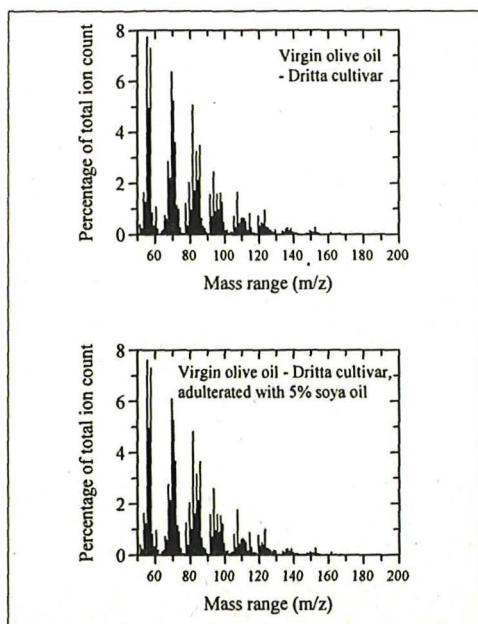 Percentage of total ion count
8
6
4
2
0
Virgin olive oil
- Dritta cultivar
60 80 100 120 140 160 180 200
Mass range (m/z)
Percentage of total ion count
8
6
4
2
0
Virgin olive oil - Dritta cultivar,
adulterated with 5% soya oil
60 80 100 120 140 160 180 200
Mass range (m/z)